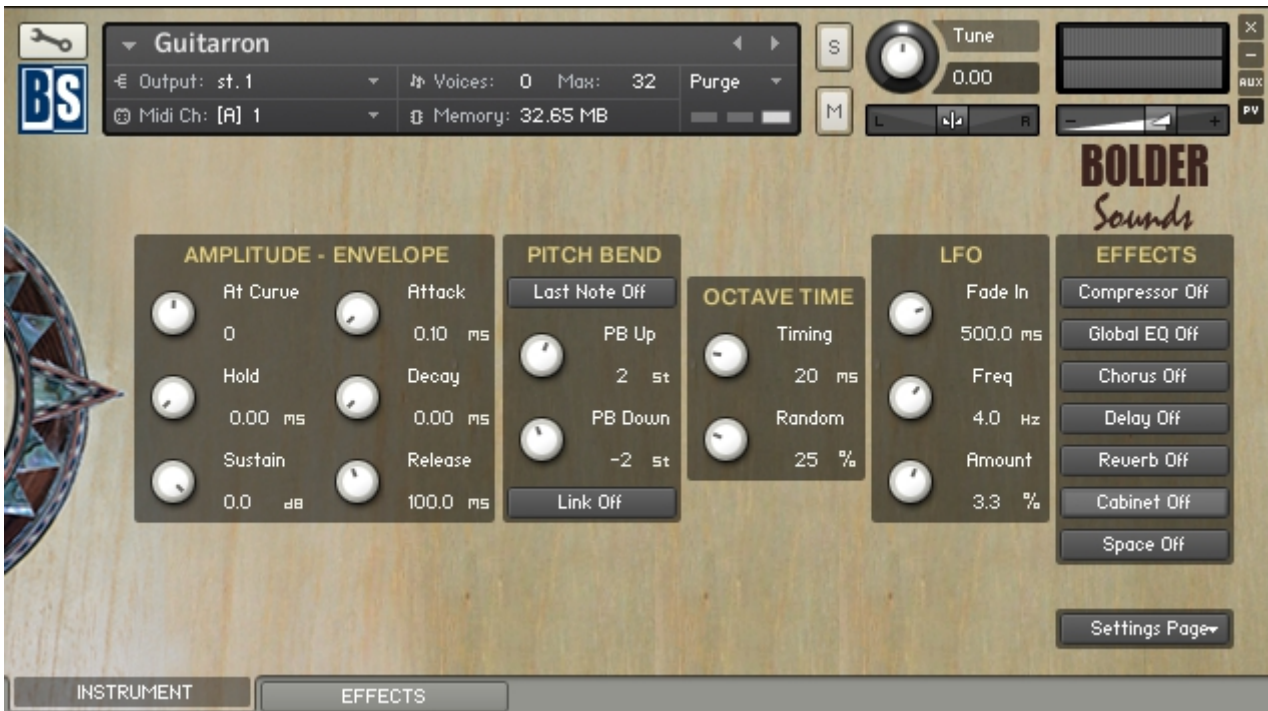 Guitarron
S
Tune
0.00
Output: st. 1
Voices: 0 Max: 32
Purge
Midi Ch: [A] 1
Memory: 32.65 MB
M
L
R
-
+
×
-
AUX
PV
BS
BOLDER
Sounds
AMPLITUDE - ENVELOPE
At Curve
0
Attack
0.10 ms
Hold
0.00 ms
Decay
0.00 ms
Sustain
0.0 dB
Release
100.0 ms
PITCH BEND
Last Note Off
PB Up
2 st
PB Down
-2 st
Link Off
OCTAVE TIME
Timing
20 ms
Random
25 %
LFO
Fade In
500.0 ms
Freq
4.0 Hz
Amount
3.3 %
EFFECTS
Compressor Off
Global EQ Off
Chorus Off
Delay Off
Reverb Off
Cabinet Off
Space Off
Settings Page
INSTRUMENT
EFFECTS